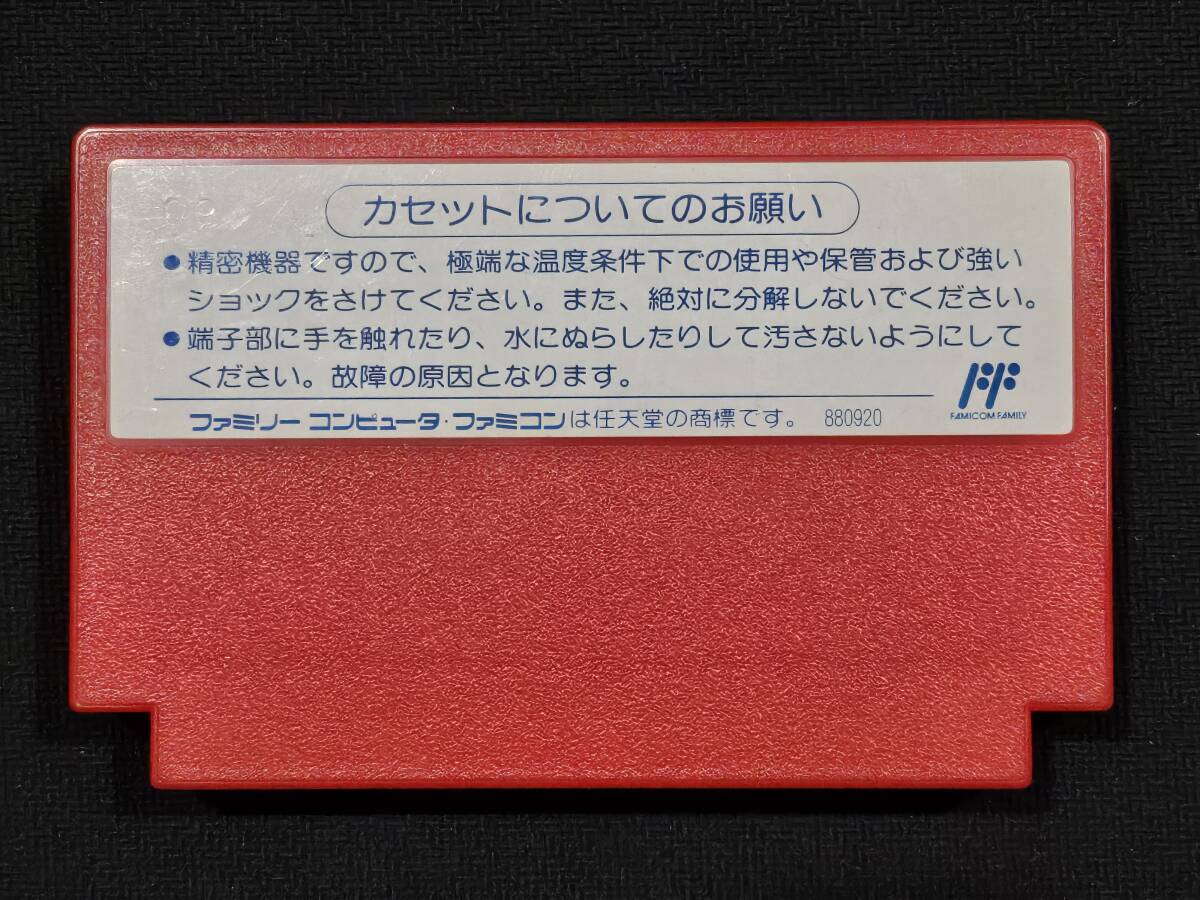 カセットについてのお願い
●精密機器ですので、極端な温度条件下での使用や保管および強い
ショックをさけてください。また、絶対に分解しないでください。
●端子部に手を触れたり、水にぬらしたりして汚さないようにして
ください。故障の原因となります。
ファミリー コンピュータ・ファミコンは任天堂の商標です。 880920
FF
FAMICOM FAMILY